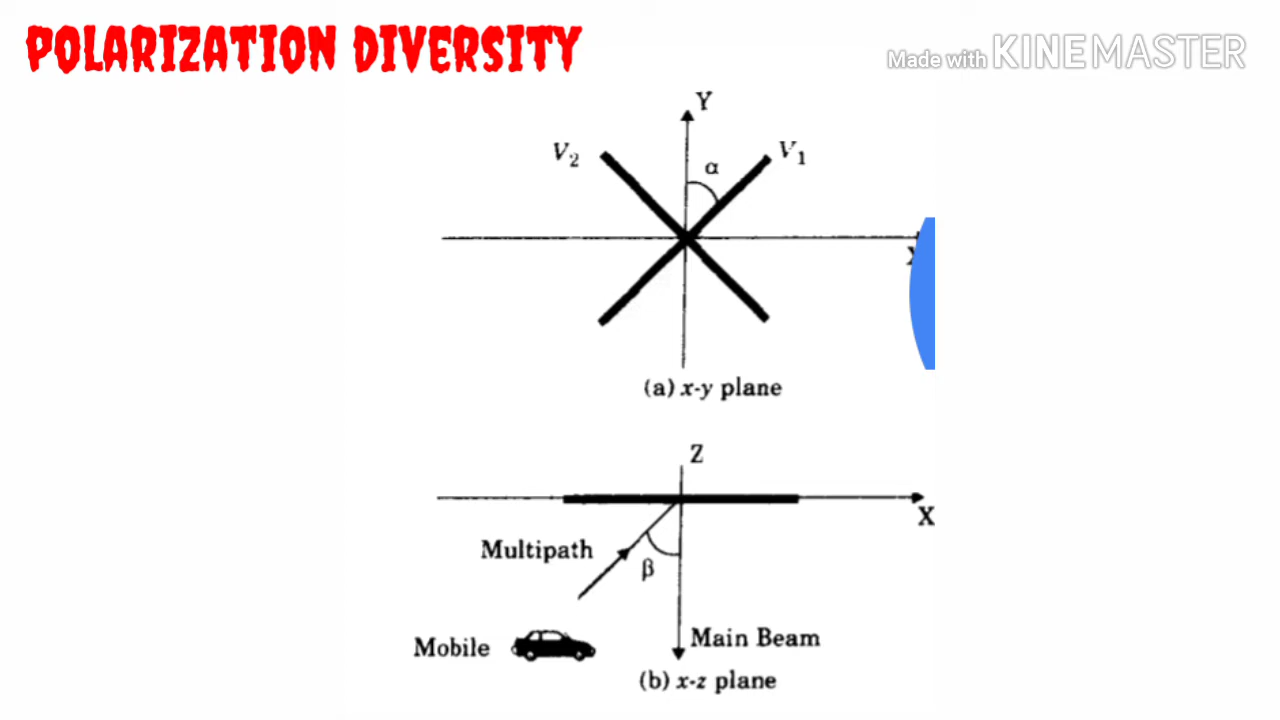 POLARIZATION DIVERSITY
Made with KINEMASTER
Y
V2
V1
α
(a) x-y plane
Z
X
Multipath
β
Mobile
Main Beam
(b) x-z plane